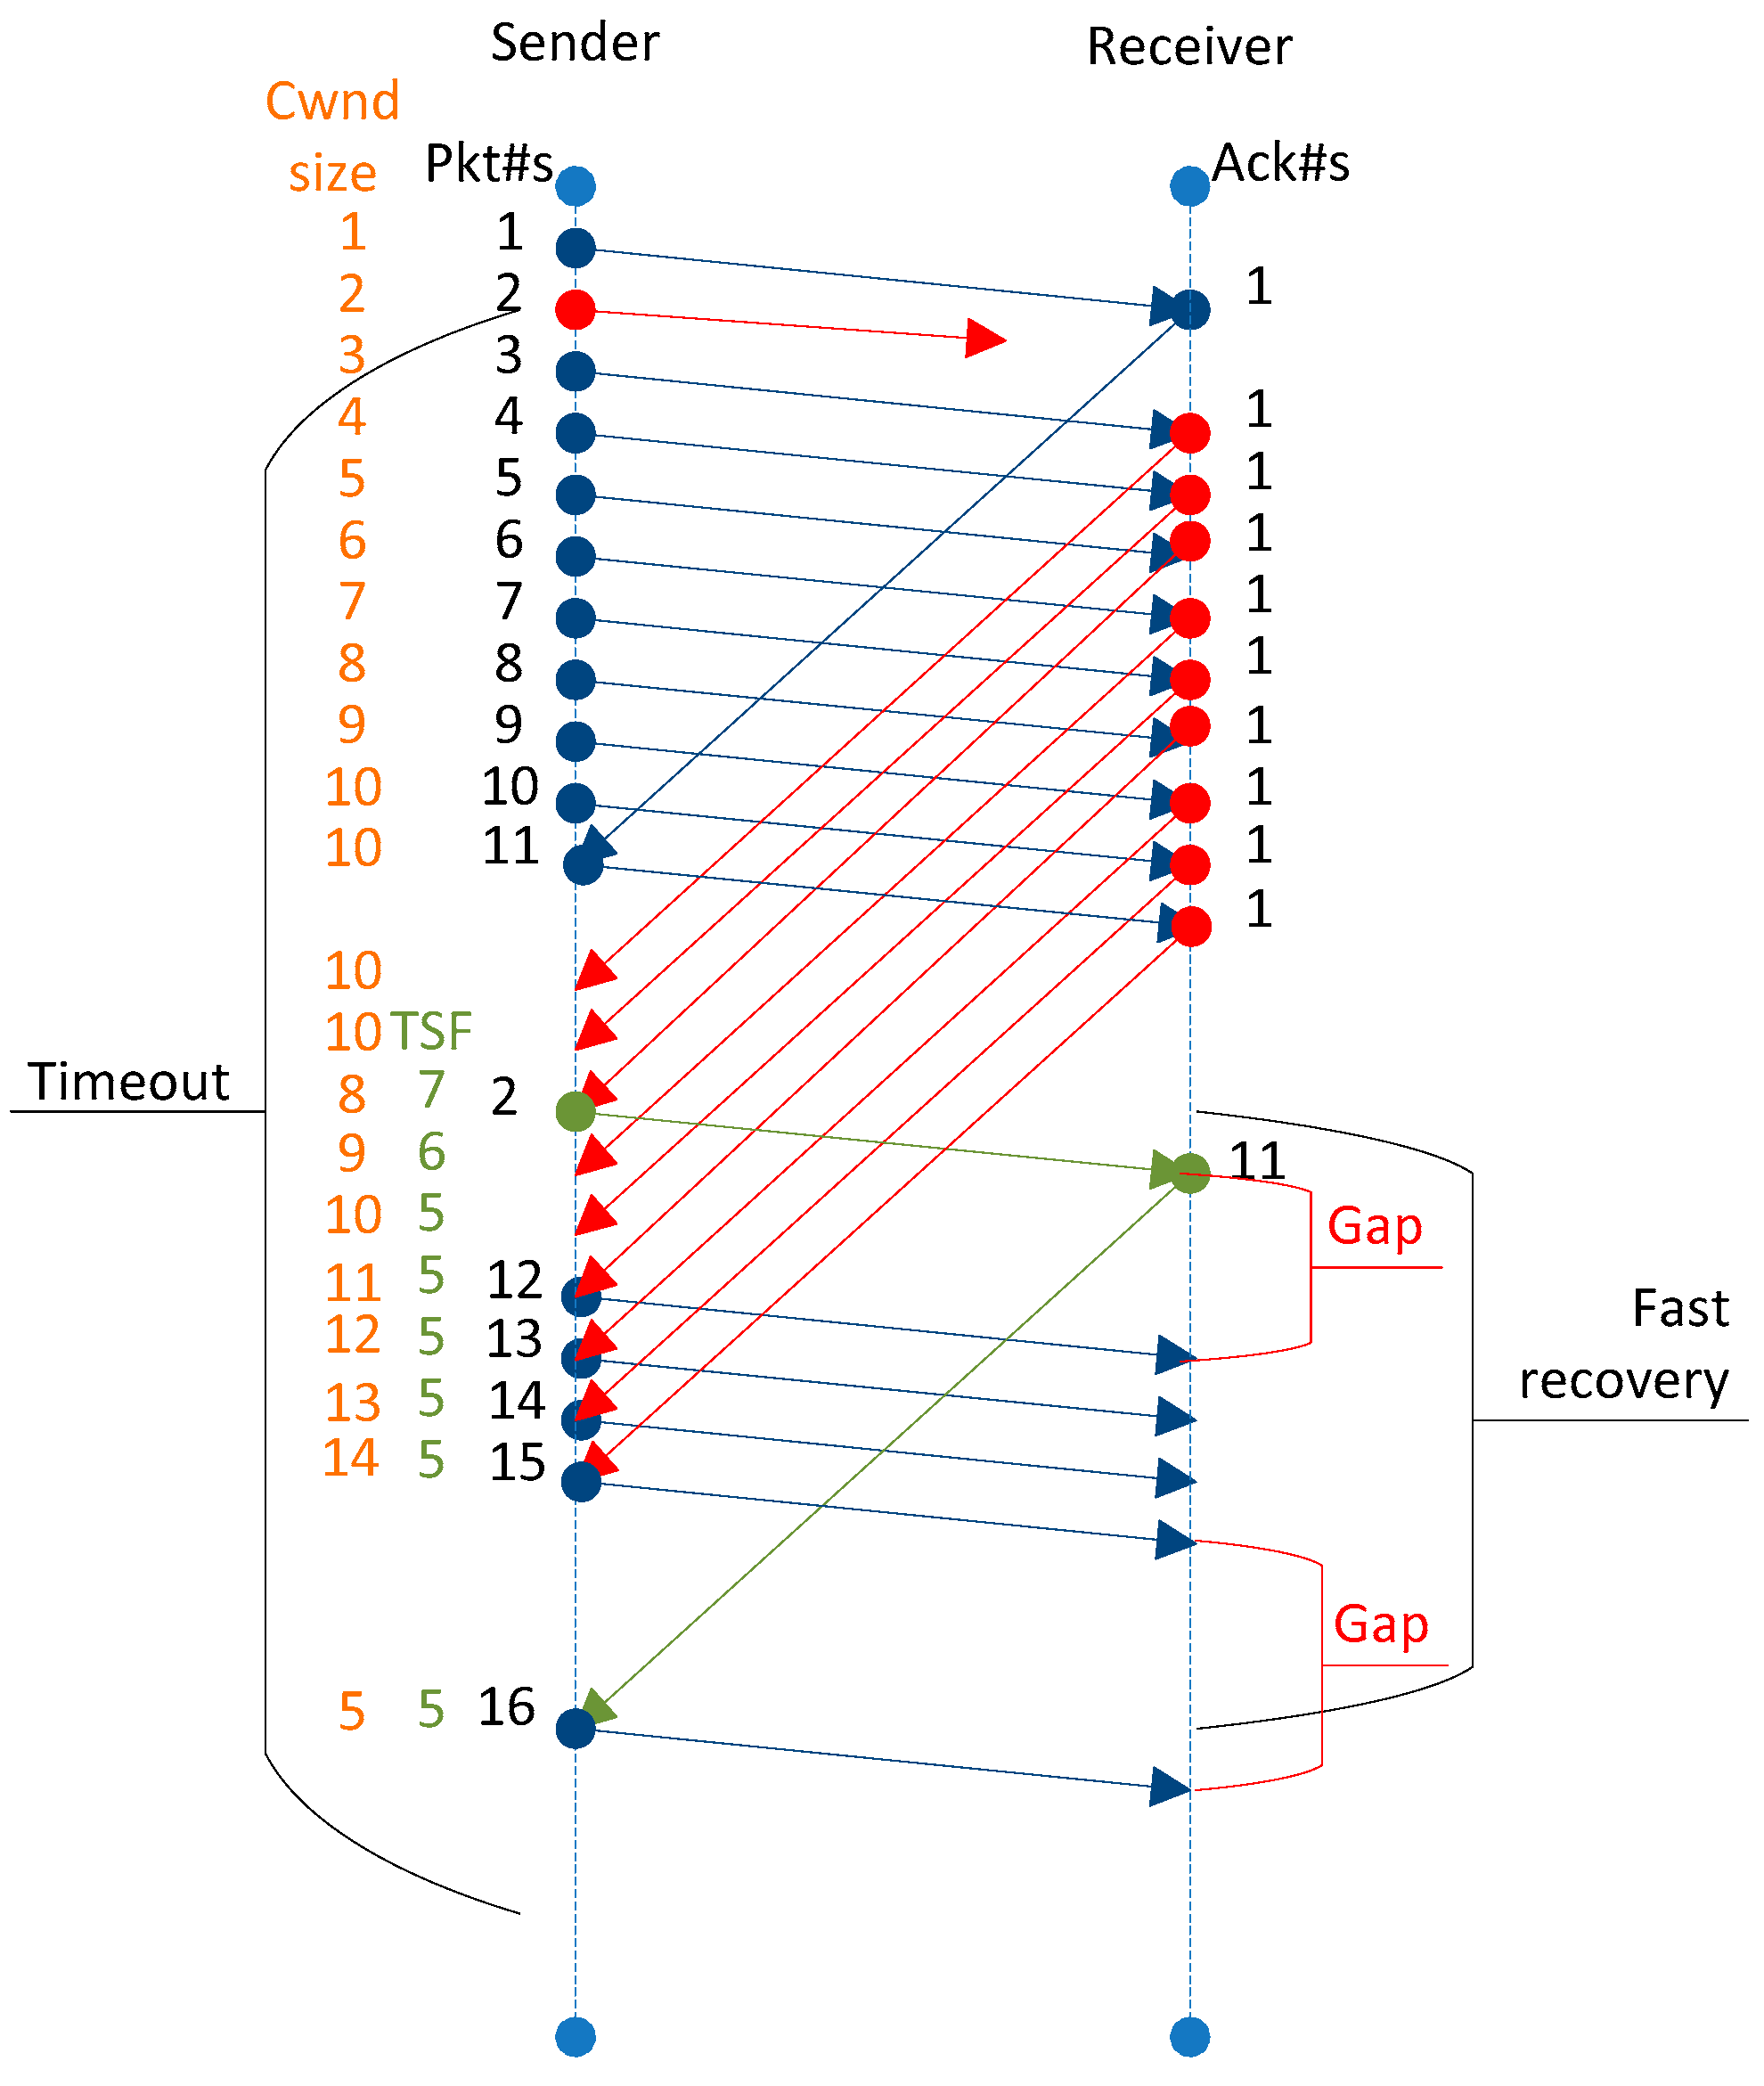 Sender Receiver
Cwnd
size Pkt#s Ack#s
1 1
1
2 2
3 3
4 4 1
5 5 1
6 6 1
7 7 1
8 8 1
9 9 1
10 10 1
10 11 1
1
10
10 TSF
Timeout
8 7 2
9 6 11
10 5 Gap
11 5 12
12 5 13 Fast
13 5 14 recovery
14 5 15
Gap
5 5 16